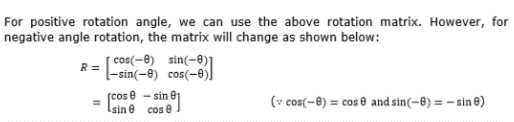 For positive rotation angle, we can use the above rotation matrix. However, for
negative angle rotation, the matrix will change as shown below:
R = [cos(−θ) sin(−θ)
−sin(−θ) cos(−θ)]
= [cos θ − sin θ
sin θ cos θ] (∵ cos(−θ) = cos θ and sin(−θ) = − sin θ)